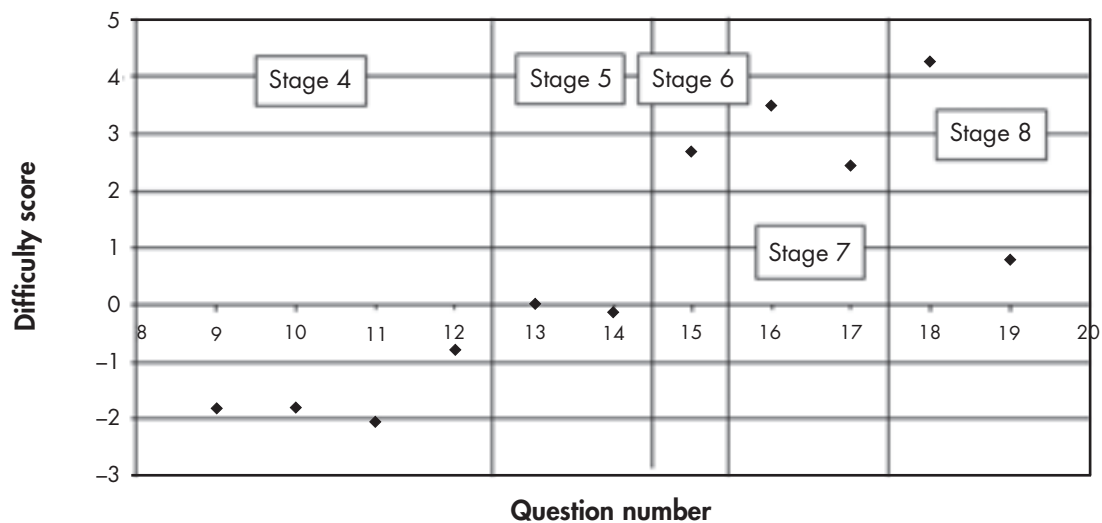 5
Stage 4
Stage 5
Stage 6
4
3
Stage 8
2
1
Stage 7
0
8 9 10 11 12 13 14 15 16 17 18 19 20
–1
–2
–3
Difficulty score
Question number